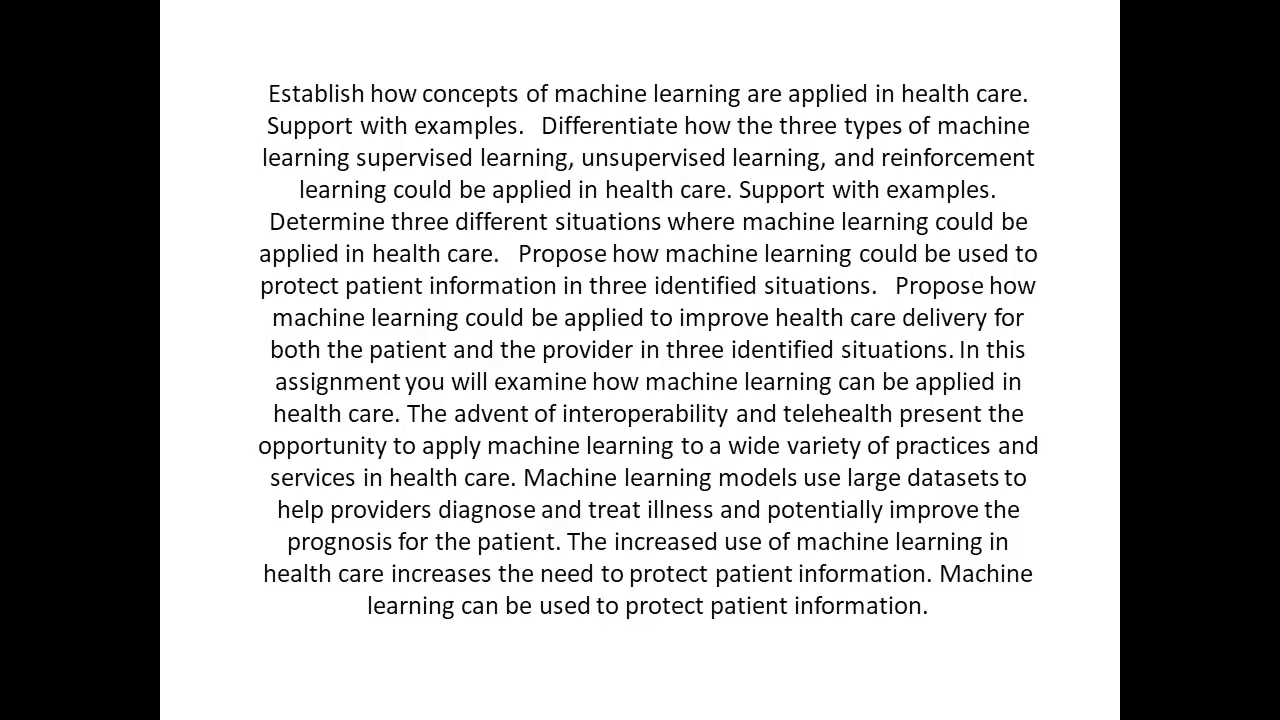 Establish how concepts of machine learning are applied in health care.
Support with examples.   Differentiate how the three types of machine
learning supervised learning, unsupervised learning, and reinforcement
learning could be applied in health care. Support with examples.
Determine three different situations where machine learning could be
applied in health care.   Propose how machine learning could be used to
protect patient information in three identified situations.   Propose how
machine learning could be applied to improve health care delivery for
both the patient and the provider in three identified situations. In this
assignment you will examine how machine learning can be applied in
health care. The advent of interoperability and telehealth present the
opportunity to apply machine learning to a wide variety of practices and
services in health care. Machine learning models use large datasets to
help providers diagnose and treat illness and potentially improve the
prognosis for the patient. The increased use of machine learning in
health care increases the need to protect patient information. Machine
learning can be used to protect patient information.